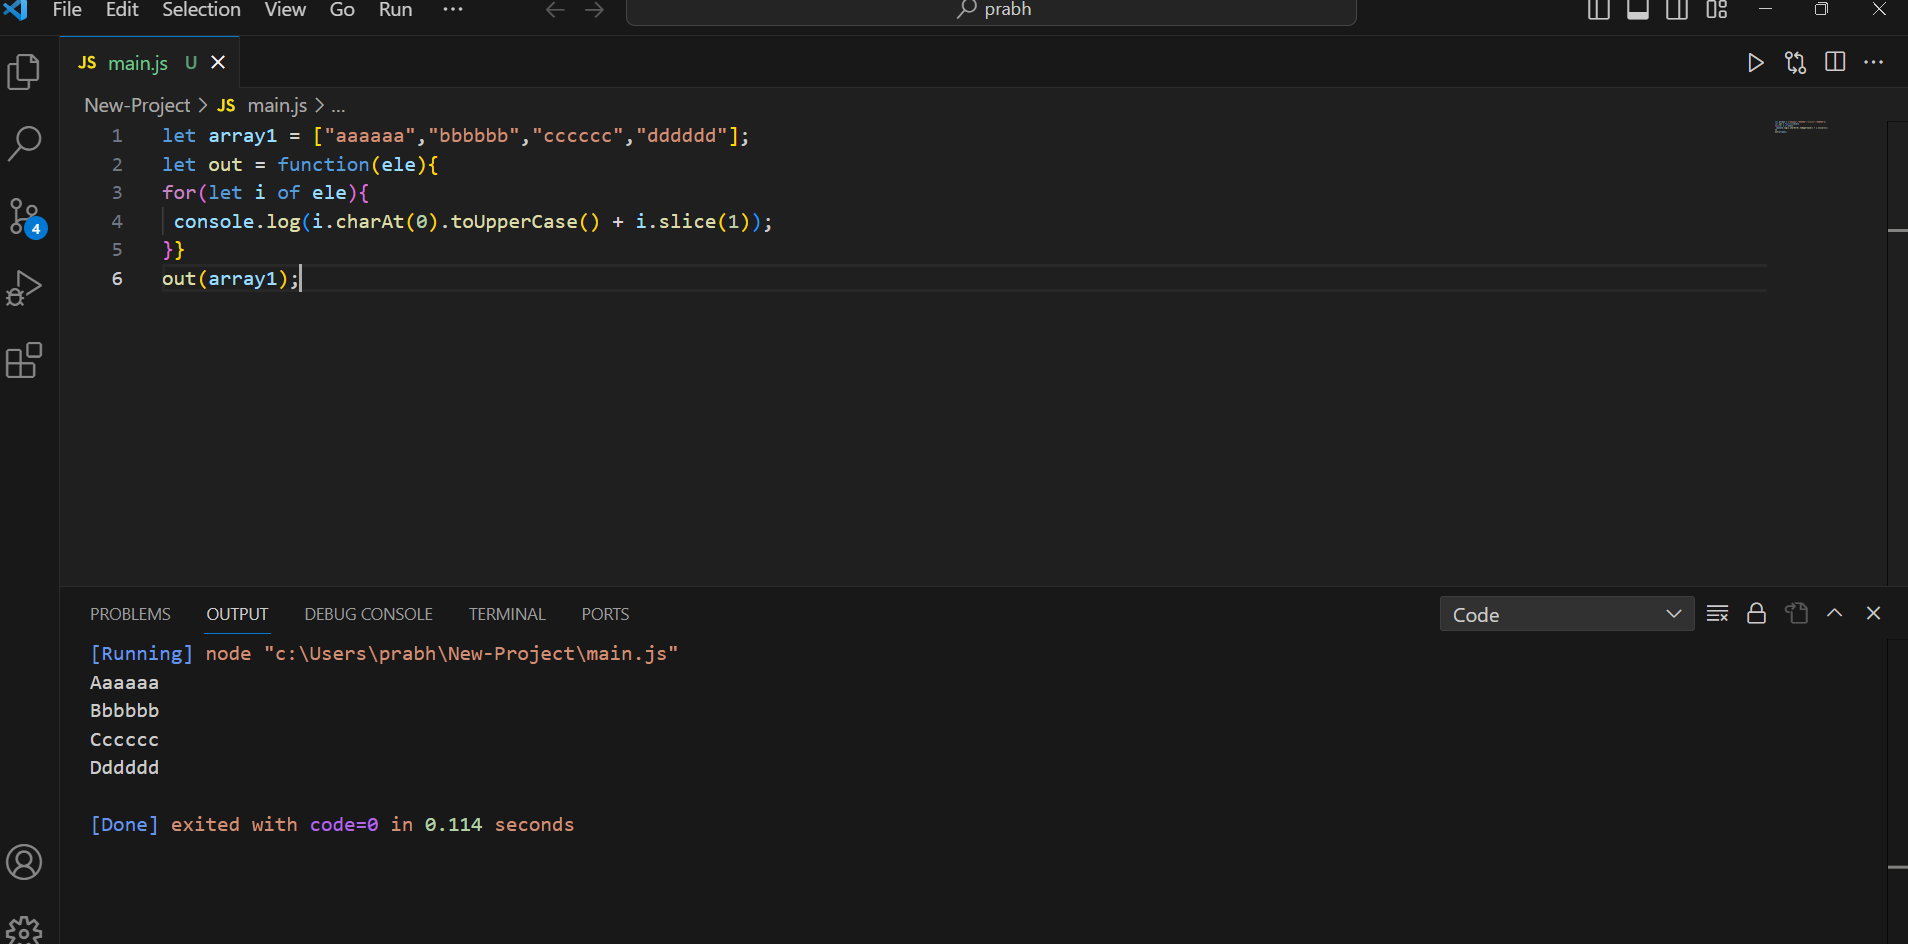 File Edit Selection View Go Run ···
prabh
JS main.js U
New-Project > JS main.js > ...
1 let array1 = ["aaaaaa","bbbbbb","cccccc","dddddd"];
2 let out = function(ele){
3 for(let i of ele){
4 console.log(i.charAt(0).toUpperCase() + i.slice(1));
5 }}
6 out(array1);
4
PROBLEMS OUTPUT DEBUG CONSOLE TERMINAL PORTS
Code
[Running] node "c:\Users\prabh\New-Project\main.js"
Aaaaaa
Bbbbbb
Cccccc
Dddddd
[Done] exited with code=0 in 0.114 seconds